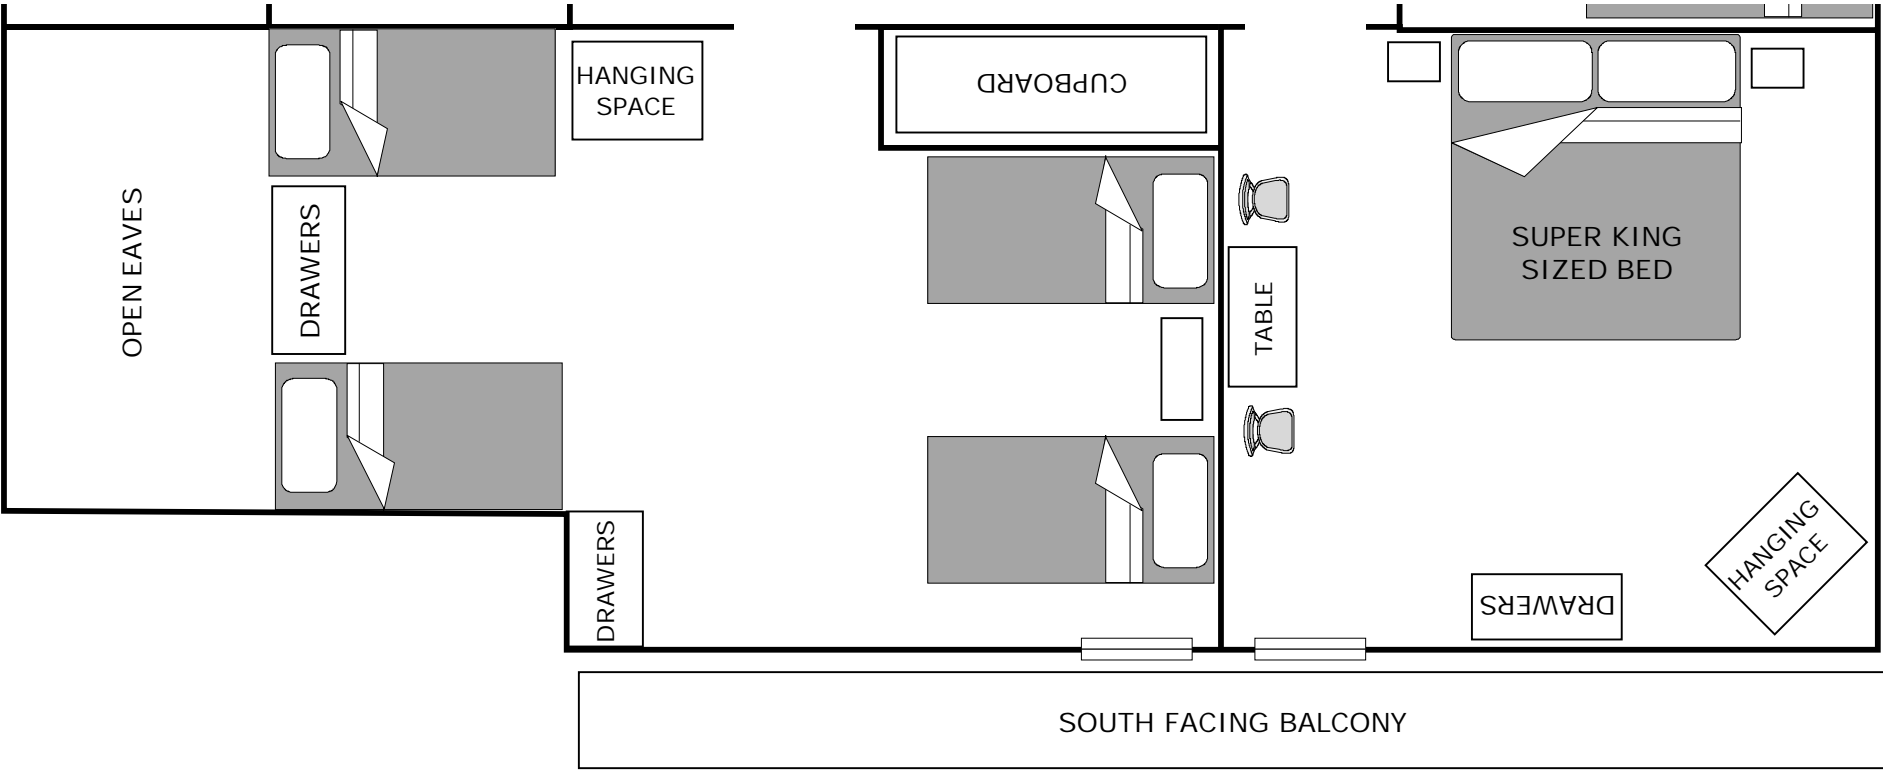 HANGING
SPACE
CUPBOARD
OPEN EAVES
DRAWERS
SUPER KING
SIZED BED
TABLE
DRAWERS
DRAWERS
HANGING
SPACE
SOUTH FACING BALCONY